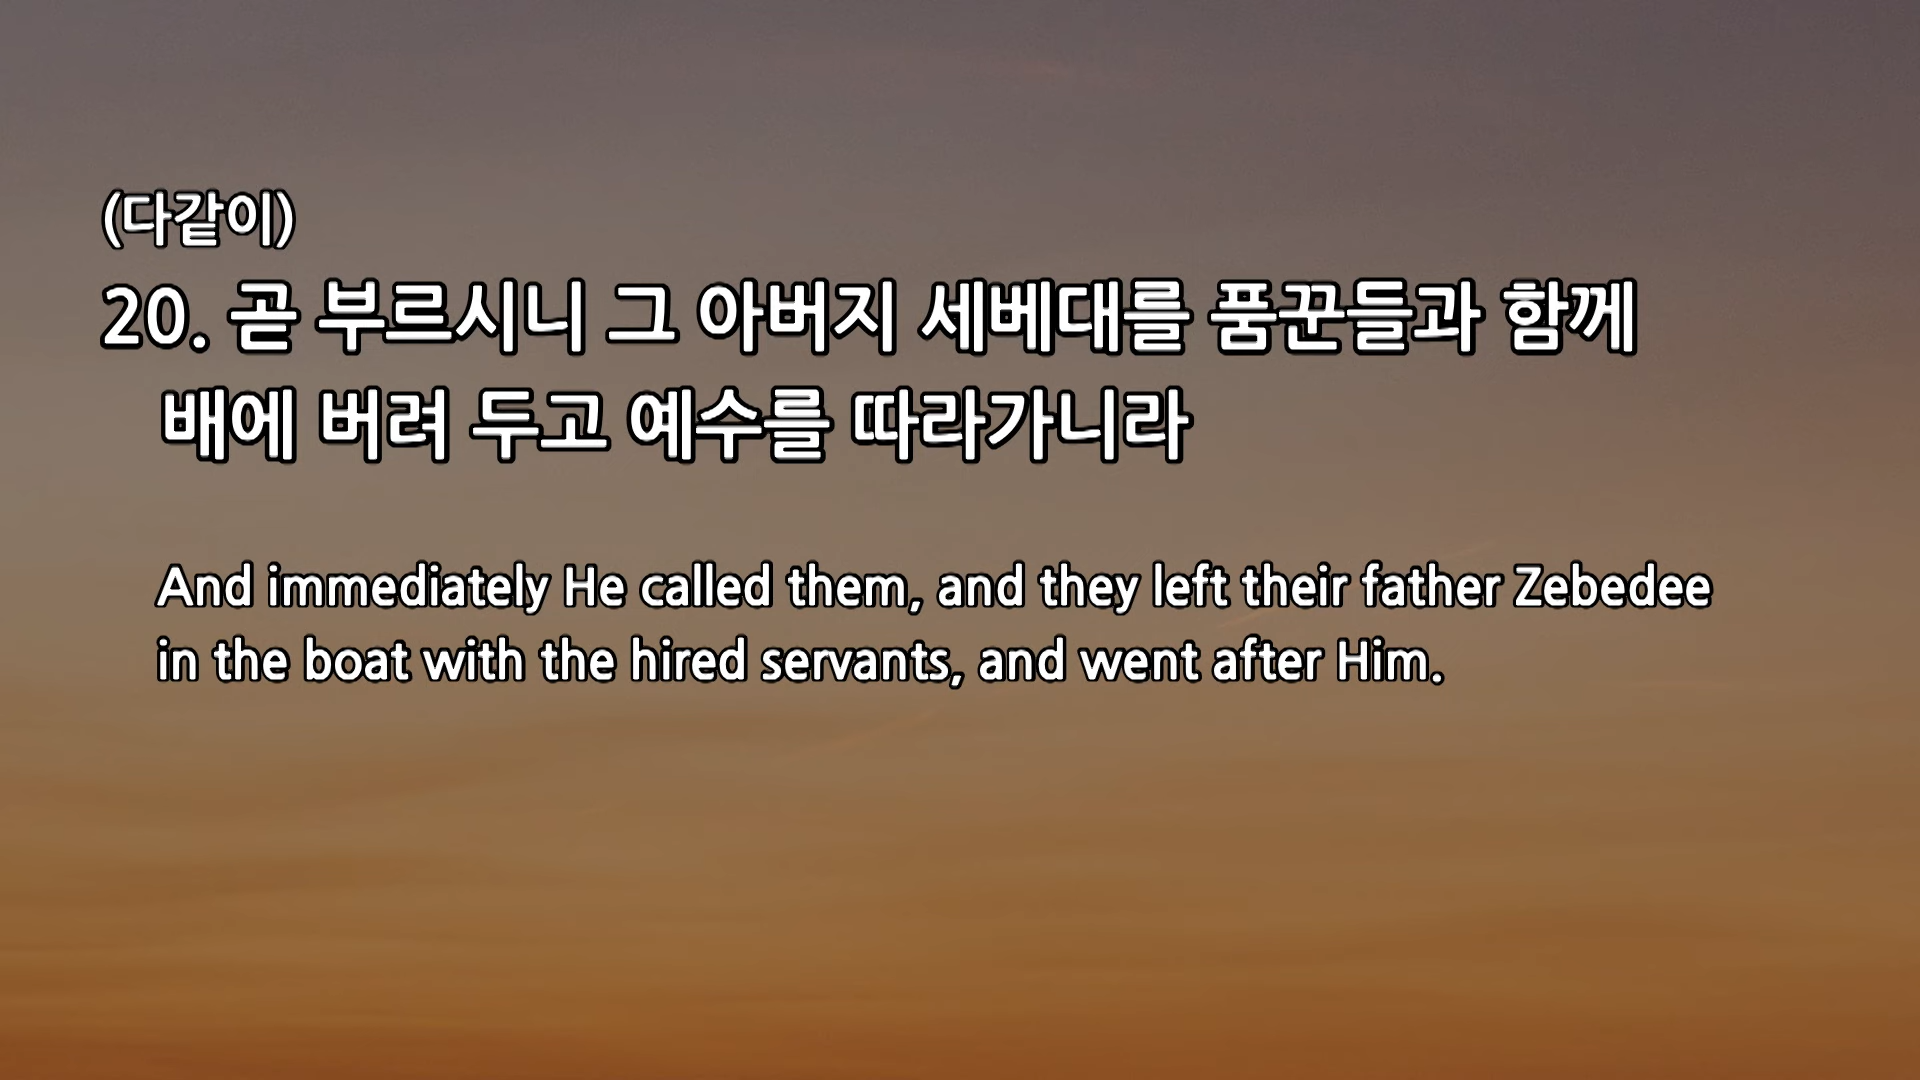 (다같이)
20. 곧 부르시니 그 아버지 세베대를 품꾼들과 함께
배에 버려 두고 예수를 따라가니라
And immediately He called them, and they left their father Zebedee
in the boat with the hired servants, and went after Him.